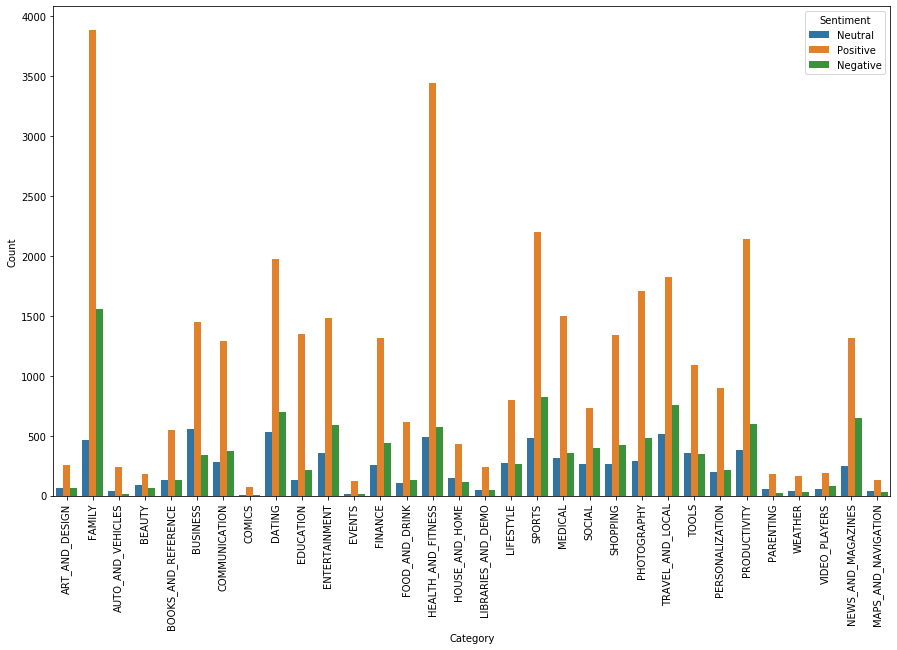 Sentiment
Neutral
Positive
Negative
4000
3500
3000
2500
2000
1500
1000
500
0
Count
ART_AND_DESIGN
FAMILY
AUTO_AND_VEHICLES
BEAUTY
BOOKS_AND_REFERENCE
BUSINESS
COMMUNICATION
COMICS
DATING
EDUCATION
ENTERTAINMENT
EVENTS
FINANCE
FOOD_AND_DRINK
HEALTH_AND_FITNESS
HOUSE_AND_HOME
LIBRARIES_AND_DEMO
LIFESTYLE
SPORTS
MEDICAL
SOCIAL
SHOPPING
PHOTOGRAPHY
TRAVEL_AND_LOCAL
TOOLS
PERSONALIZATION
PRODUCTIVITY
PARENTING
WEATHER
VIDEO_PLAYERS
NEWS_AND_MAGAZINES
MAPS_AND_NAVIGATION
Category